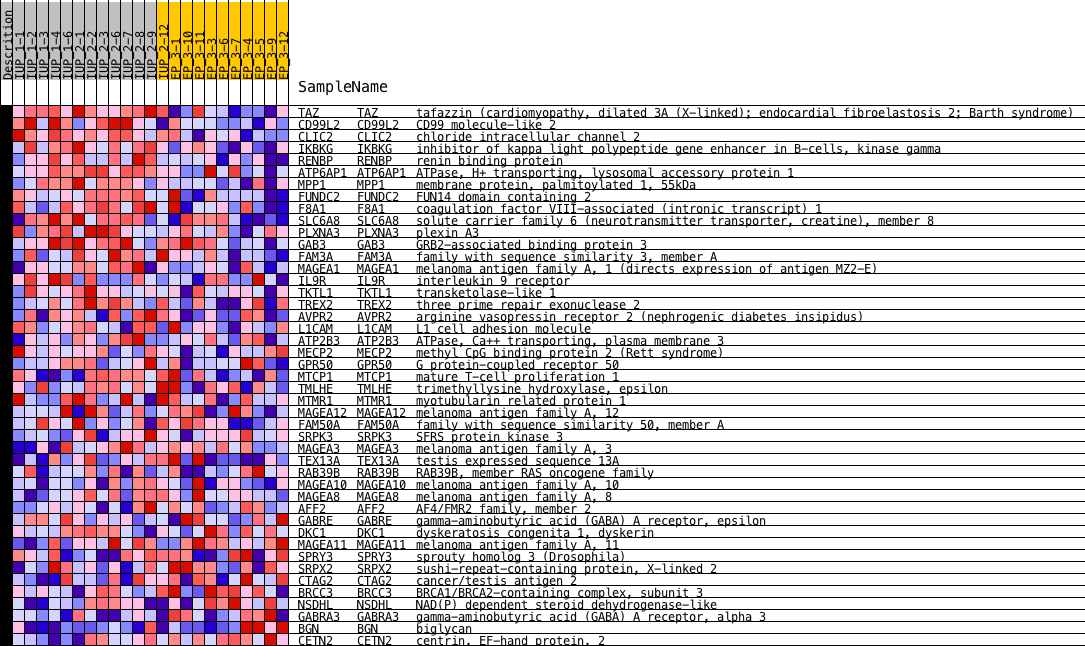 Descrition
IUP_1-1
IUP_1-2
IUP_1-3
IUP_1-4
IUP_1-6
IUP_2-1
IUP_2-2
IUP_2-3
IUP_2-6
IUP_2-7
IUP_2-8
IUP_2-9
IUP_2-12
EP_3-1
EP_3-10
EP_3-11
EP_3-3
EP_3-6
EP_3-7
EP_3-4
EP_3-5
EP_3-9
EP_3-12
SampleName
TAZ TAZ tafazzin (cardiomyopathy, dilated 3A (X-linked); endocardial fibroelastosis 2; Barth syndrome)
CD99L2 CD99L2 CD99 molecule-like 2
CLIC2 CLIC2 chloride intracellular channel 2
IKBKG IKBKG inhibitor of kappa light polypeptide gene enhancer in B-cells, kinase gamma
RENBP RENBP renin binding protein
ATP6AP1 ATP6AP1 ATPase, H+ transporting, lysosomal accessory protein 1
MPP1 MPP1 membrane protein, palmitoylated 1, 55kDa
FUNDC2 FUNDC2 FUN14 domain containing 2
F8A1 F8A1 coagulation factor VIII-associated (intronic transcript) 1
SLC6A8 SLC6A8 solute carrier family 6 (neurotransmitter transporter, creatine), member 8
PLXNA3 PLXNA3 plexin A3
GAB3 GAB3 GRB2-associated binding protein 3
FAM3A FAM3A family with sequence similarity 3, member A
MAGEA1 MAGEA1 melanoma antigen family A, 1 (directs expression of antigen MZ2-E)
IL9R IL9R interleukin 9 receptor
TKTL1 TKTL1 transketolase-like 1
TREX2 TREX2 three prime repair exonuclease 2
AVPR2 AVPR2 arginine vasopressin receptor 2 (nephrogenic diabetes insipidus)
L1CAM L1CAM L1 cell adhesion molecule
ATP2B3 ATP2B3 ATPase, Ca++ transporting, plasma membrane 3
MECP2 MECP2 methyl CpG binding protein 2 (Rett syndrome)
GPR50 GPR50 G protein-coupled receptor 50
MTCP1 MTCP1 mature T-cell proliferation 1
TMLHE TMLHE trimethyllysine hydroxylase, epsilon
MTMR1 MTMR1 myotubularin related protein 1
MAGEA12 MAGEA12 melanoma antigen family A, 12
FAM50A FAM50A family with sequence similarity 50, member A
SRPK3 SRPK3 SFRS protein kinase 3
MAGEA3 MAGEA3 melanoma antigen family A, 3
TEX13A TEX13A testis expressed sequence 13A
RAB39B RAB39B RAB39B, member RAS oncogene family
MAGEA10 MAGEA10 melanoma antigen family A, 10
MAGEA8 MAGEA8 melanoma antigen family A, 8
AFF2 AFF2 AF4/FMR2 family, member 2
GABRE GABRE gamma-aminobutyric acid (GABA) A receptor, epsilon
DKC1 DKC1 dyskeratosis congenita 1, dyskerin
MAGEA11 MAGEA11 melanoma antigen family A, 11
SPRY3 SPRY3 sprouty homolog 3 (Drosophila)
SRPX2 SRPX2 sushi-repeat-containing protein, X-linked 2
CTAG2 CTAG2 cancer/testis antigen 2
BRCC3 BRCC3 BRCA1/BRCA2-containing complex, subunit 3
NSDHL NSDHL NAD(P) dependent steroid dehydrogenase-like
GABRA3 GABRA3 gamma-aminobutyric acid (GABA) A receptor, alpha 3
BGN BGN biglycan
CETN2 CETN2 centrin, EF-hand protein, 2